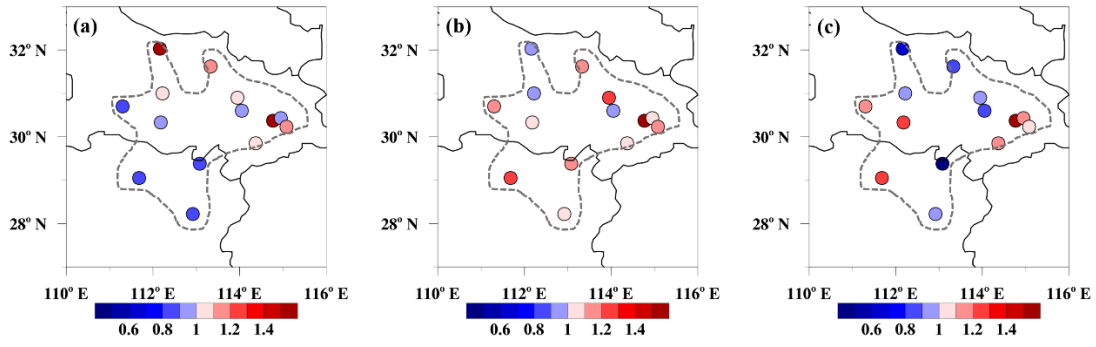 (a) (b) (c)
32° N 32° N 32° N
30° N 30° N 30° N
28° N 28° N 28° N
110° E 112° E 114° E 116° E 110° E 112° E 114° E 116° E 110° E 112° E 114° E 116° E
0.6 0.8 1 1.2 1.4 0.6 0.8 1 1.2 1.4 0.6 0.8 1 1.2 1.4